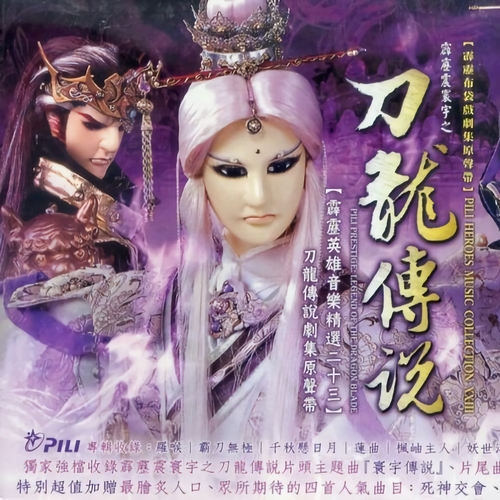 【霹靂布袋戲劇集原聲帶】PILI HEROES MUSIC COLLECTION XXIII
霹靂震寰宇之
刀龍傳說
PILI PRESTIGE: LEGEND OF THE DRAGON BLADE
【霹靂英雄音樂精選二十三】
刀龍傳說劇集原聲帶
PILI 專輯收錄：羅喉｜霸刀無極｜千秋懸日月｜蓮曲｜楓岫主人｜妖世
獨家強檔收錄霹靂震寰宇之刀龍傳說片頭主題曲『寰宇傳說』、片尾曲
特別超值加贈最膾炙人口、眾所期待的四首人氣曲目：死神交會